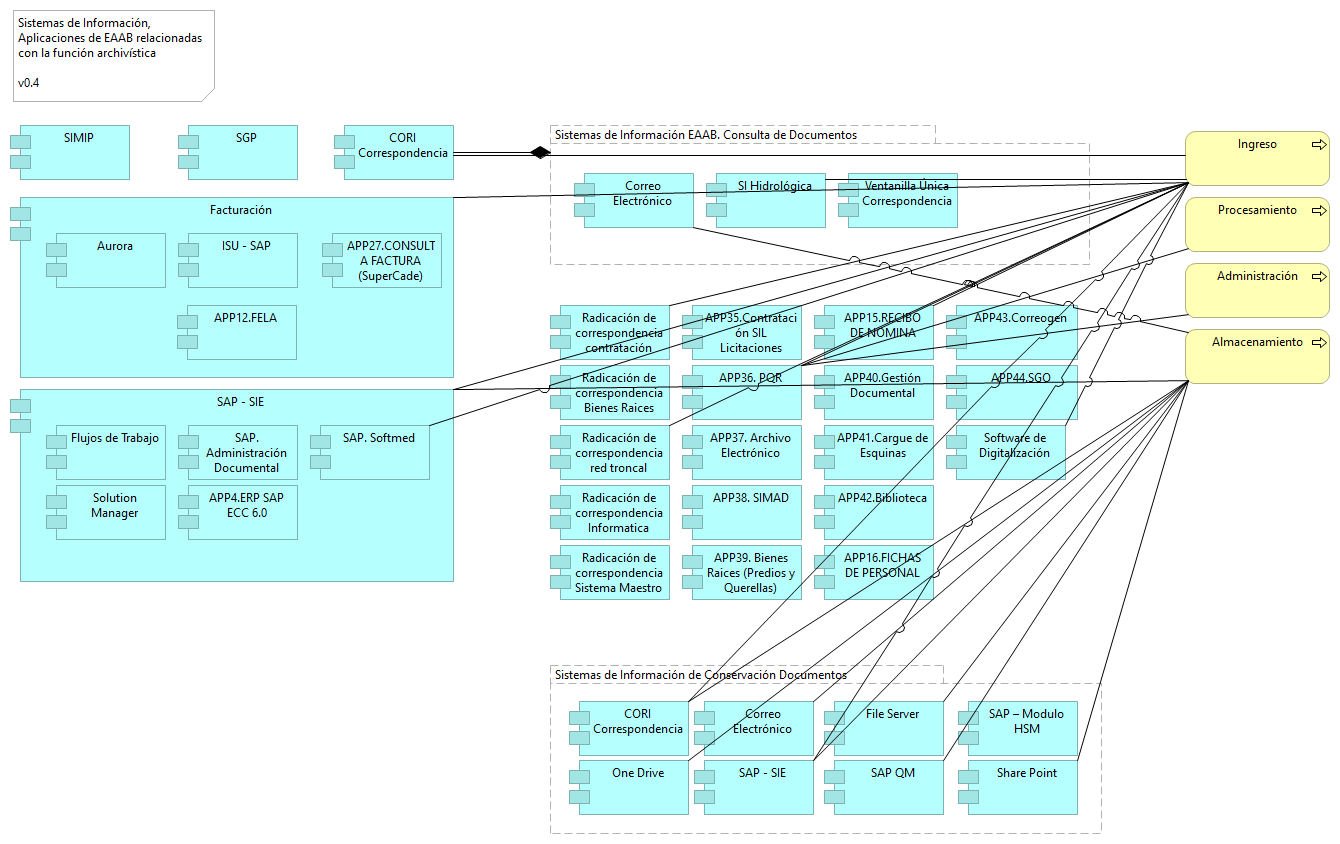 Sistemas de Información,
Aplicaciones de EAAB relacionadas
con la función archivística
v0.4
SIMIP
SGP
CORI
Correspondencia
Sistemas de Información EAAB. Consulta de Documentos
Correo
Electrónico
SI Hidrológica
Ventanilla Única
Correspondencia
Ingreso
Procesamiento
Administración
Almacenamiento
Facturación
Aurora
ISU - SAP
APP27.CONSULT
A FACTURA
(SuperCade)
APP12.FELA
SAP - SIE
Flujos de Trabajo
SAP.
Administración
Documental
SAP. Softmed
Solution
Manager
APP4.ERP SAP
ECC 6.0
Radicación de
correspondencia
contratación
APP35.Contrataci
ón SIL
Licitaciones
APP15.RECIBO
DE NOMINA
APP43.Correogen
Radicación de
correspondencia
Bienes Raices
APP36. PQR
APP40.Gestión
Documental
APP44.SGO
Radicación de
correspondencia
red troncal
APP37. Archivo
Electrónico
APP41.Cargue de
Esquinas
Software de
Digitalización
Radicación de
correspondencia
Informatica
APP38. SIMAD
APP42.Biblioteca
Radicación de
correspondencia
Sistema Maestro
APP39. Bienes
Raices (Predios y
Querellas)
APP16.FICHAS
DE PERSONAL
Sistemas de Información de Conservación Documentos
CORI
Correspondencia
Correo
Electrónico
File Server
SAP – Modulo
HSM
One Drive
SAP - SIE
SAP QM
Share Point